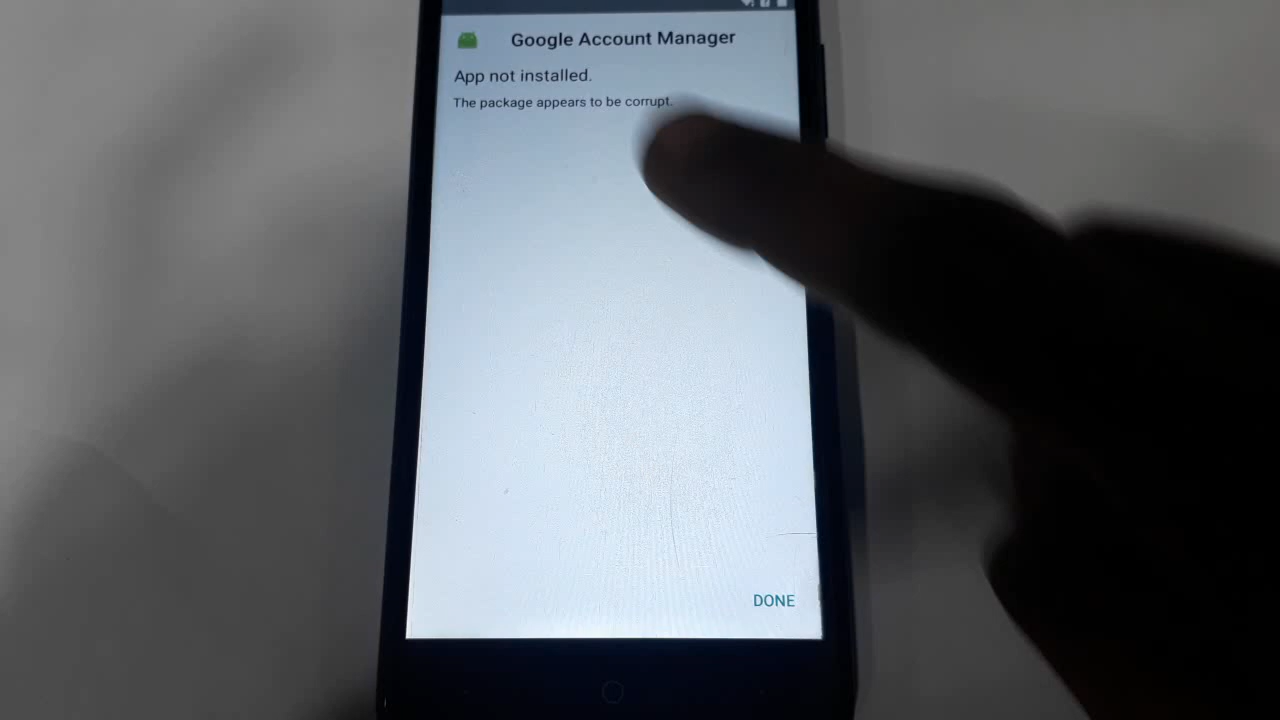 Google Account Manager
App not installed.
The package appears to be corrupt.
DONE